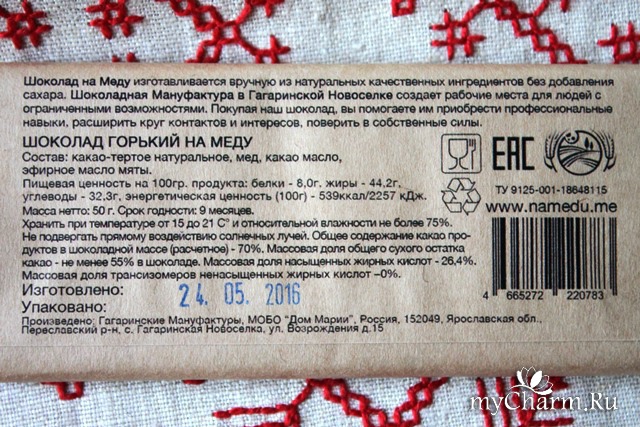 Шоколад на Меду изготавливается вручную из натуральных качественных ингредиентов без добавления
сахара. Шоколадная Мануфактура в Гагаринской Новоселке создает рабочие места для людей с
ограниченными возможностями. Покупая наш шоколад, вы помогаете им приобрести профессиональные
навыки, расширить круг контактов и интересов, поверить в собственные силы.
ШОКОЛАД ГОРЬКИЙ НА МЕДУ
Состав: какао-тертое натуральное, мед, какао масло,
эфирное масло мяты.
Пищевая ценность на 100гр. продукта: белки - 8,0г. жиры - 44,2г.
углеводы - 32,3г, энергетическая ценность (100г) - 539ккал/2257 кДж.
Масса нетто: 50 г. Срок годности: 9 месяцев.
Хранить при температуре от 15 до 21 С° и относительной влажности не более 75%.
Не подвергать прямому воздействию солнечных лучей. Общее содержание какао про-
дуктов в шоколадной массе (расчетное) - 70%. Массовая доля общего сухого остатка
какао - не менее 55% в шоколаде. Массовая доля насыщенных жирных кислот - 26,4%.
Массовая доля трансизомеров ненасыщенных жирных кислот –0%.
Изготовлено: 24. 05. 2016
Упаковано:
Произведено: Гагаринские Мануфактуры, МОБО "Дом Марии", Россия, 152049, Ярославская обл.,
Переславский р-н, с. Гагаринская Новоселка, ул. Возрождения д.15
EAC
ТУ 9125-001-18648115
www.namedu.me
4 665272 220783
myCharm.Ru